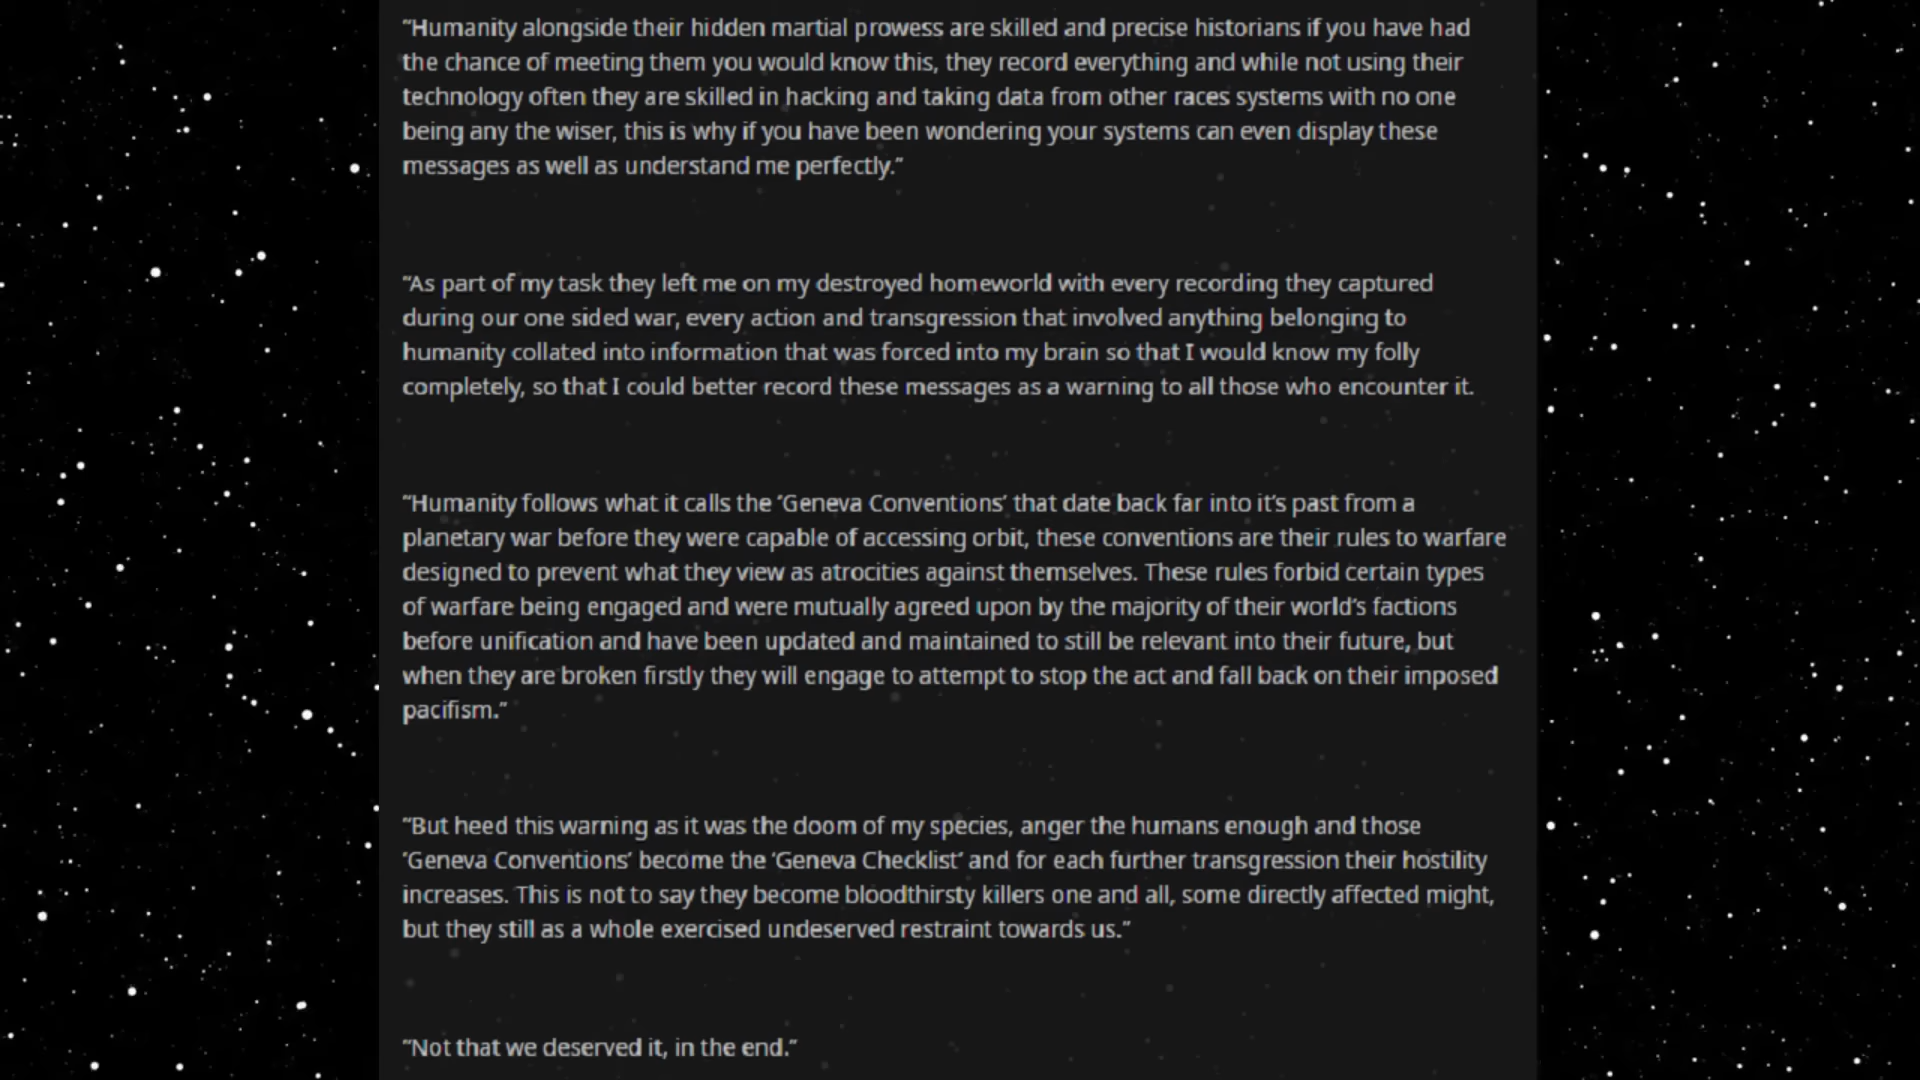 “Humanity alongside their hidden martial prowess are skilled and precise historians if you have had
the chance of meeting them you would know this, they record everything and while not using their
technology often they are skilled in hacking and taking data from other races systems with no one
being any the wiser, this is why if you have been wondering your systems can even display these
messages as well as understand me perfectly.”
“As part of my task they left me on my destroyed homeworld with every recording they captured
during our one sided war, every action and transgression that involved anything belonging to
humanity collated into information that was forced into my brain so that I would know my folly
completely, so that I could better record these messages as a warning to all those who encounter it.
“Humanity follows what it calls the ‘Geneva Conventions’ that date back far into it’s past from a
planetary war before they were capable of accessing orbit, these conventions are their rules to warfare
designed to prevent what they view as atrocities against themselves. These rules forbid certain types
of warfare being engaged and were mutually agreed upon by the majority of their world’s factions
before unification and have been updated and maintained to still be relevant into their future, but
when they are broken firstly they will engage to attempt to stop the act and fall back on their imposed
pacifism.”
“But heed this warning as it was the doom of my species, anger the humans enough and those
‘Geneva Conventions’ become the ‘Geneva Checklist’ and for each further transgression their hostility
increases. This is not to say they become bloodthirsty killers one and all, some directly affected might,
but they still as a whole exercised undeserved restraint towards us.”
“Not that we deserved it, in the end.”